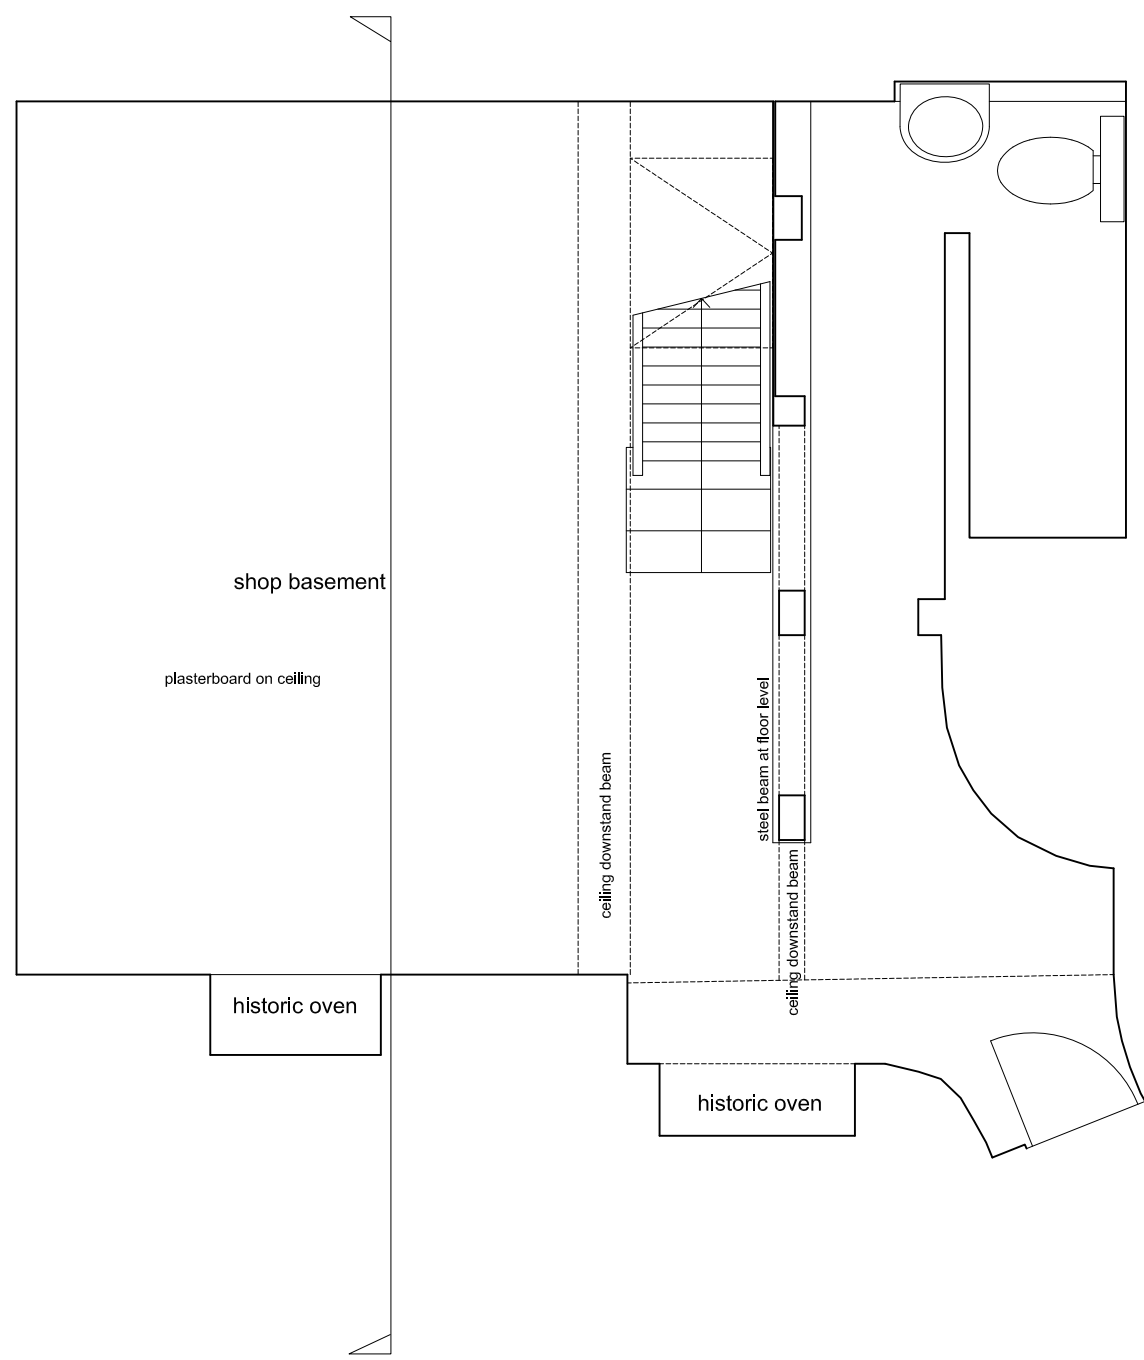 shop basement
plasterboard on ceiling
steel beam at floor level
ceiling downstand beam
ceiling downstand beam
historic oven
historic oven